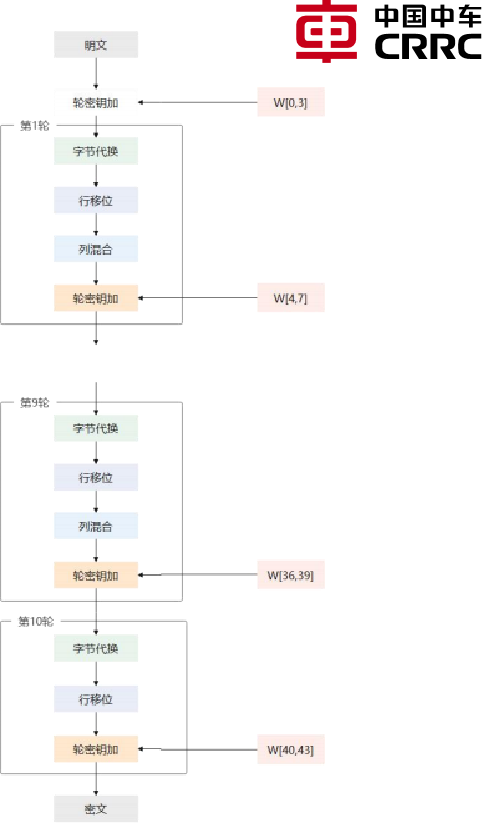 中国中车
CRRC
明文
轮密钥加
W[0,3]
第1轮
字节代换
行移位
列混合
轮密钥加
W[4,7]
第9轮
字节代换
行移位
列混合
轮密钥加
W[36,39]
第10轮
字节代换
行移位
轮密钥加
W[40,43]
密文